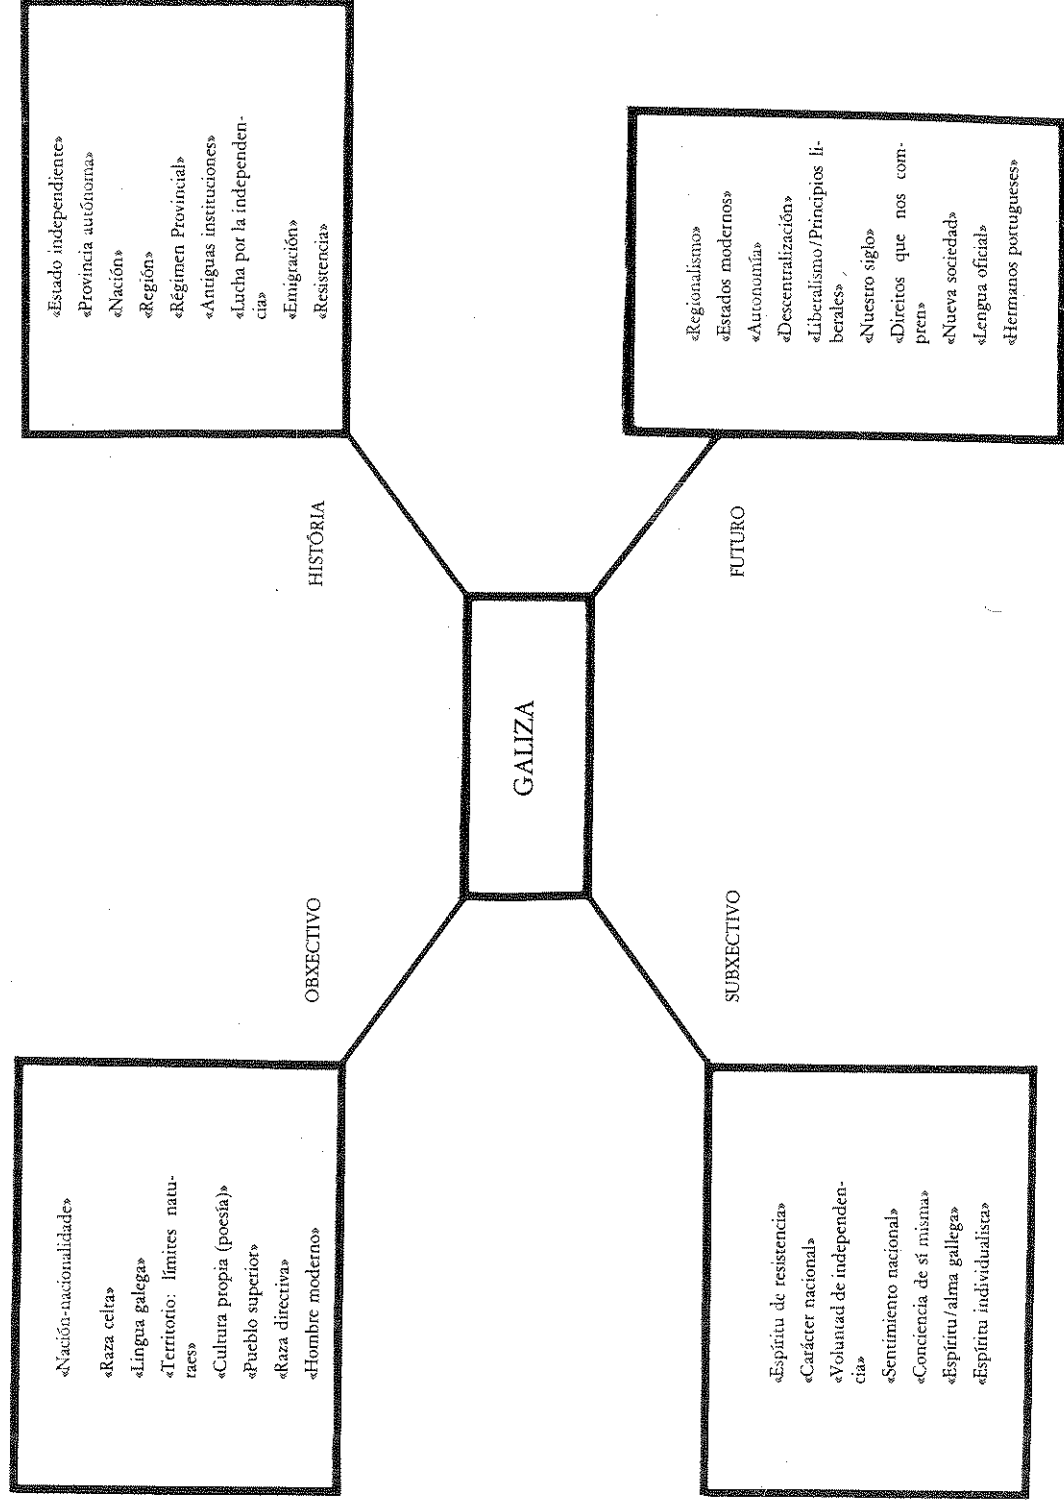 «Nación-nacionalidade»
«Raza celta»
«Lingua galega»
«Territorio: límites natu-
raes»
«Cultura propia (poesía)»
«Pueblo superior»
«Raza directiva»
«Hombre moderno»
OBXECTIVO
HISTÓRIA
«Estado independiente»
«Provincia autónoma»
«Nación»
«Región»
«Régimen Provincial»
«Antiguas instituciones»
«Lucha por la independen-
cia»
«Emigración»
«Resistencia»
GALIZA
«Espíritu de resistencia»
«Carácter nacional»
«Voluntad de independen-
cia»
«Sentimiento nacional»
«Conciencia de sí misma»
«Espíritu/alma gallega»
«Espíritu individualista»
SUBXECTIVO
FUTURO
«Regionalismo»
«Estados modernos»
«Autonomía»
«Descentralización»
«Liberalismo/Principios li-
berales»
«Nuestro siglo»
«Direitos que nos com-
pren»
«Nueva sociedad»
«Lengua oficial»
«Hermanos portugueses»